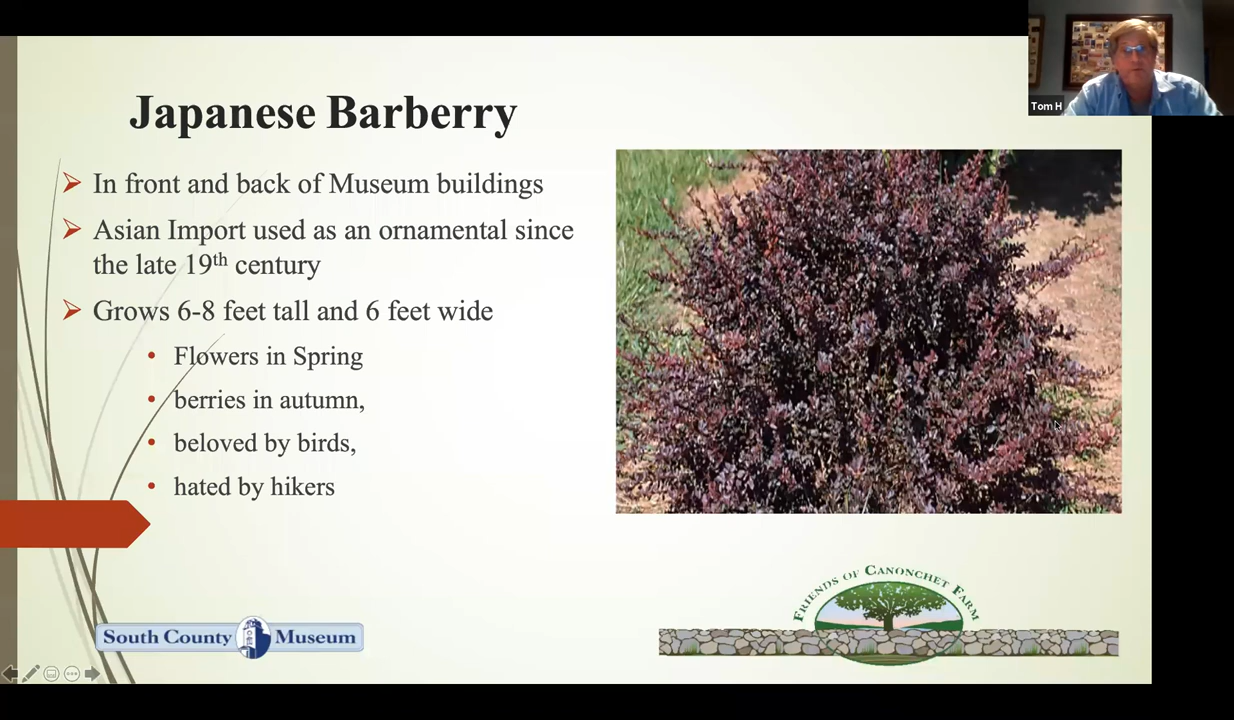 Tom H
Japanese Barberry
In front and back of Museum buildings
Asian Import used as an ornamental since
the late 19th century
Grows 6-8 feet tall and 6 feet wide
Flowers in Spring
berries in autumn,
beloved by birds,
hated by hikers
South County Museum
FRIENDS OF CANONCHET FARM